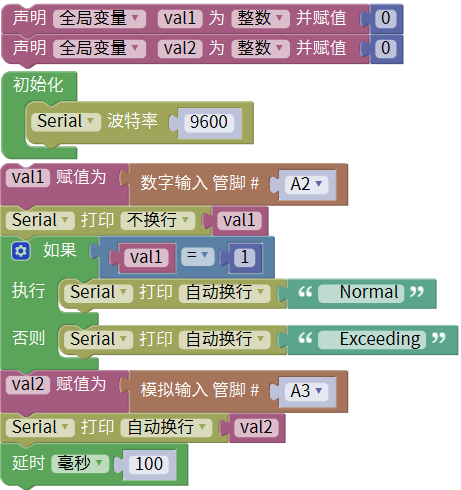 声明 全局变量 val1 为 整数 并赋值 0
声明 全局变量 val2 为 整数 并赋值 0
初始化
Serial 波特率 9600
val1 赋值为 数字输入 管脚 # A2
Serial 打印 不换行 val1
如果 val1 = 1
执行 Serial 打印 自动换行 “ Normal ”
否则 Serial 打印 自动换行 “ Exceeding ”
val2 赋值为 模拟输入 管脚 # A3
Serial 打印 自动换行 val2
延时 毫秒 100